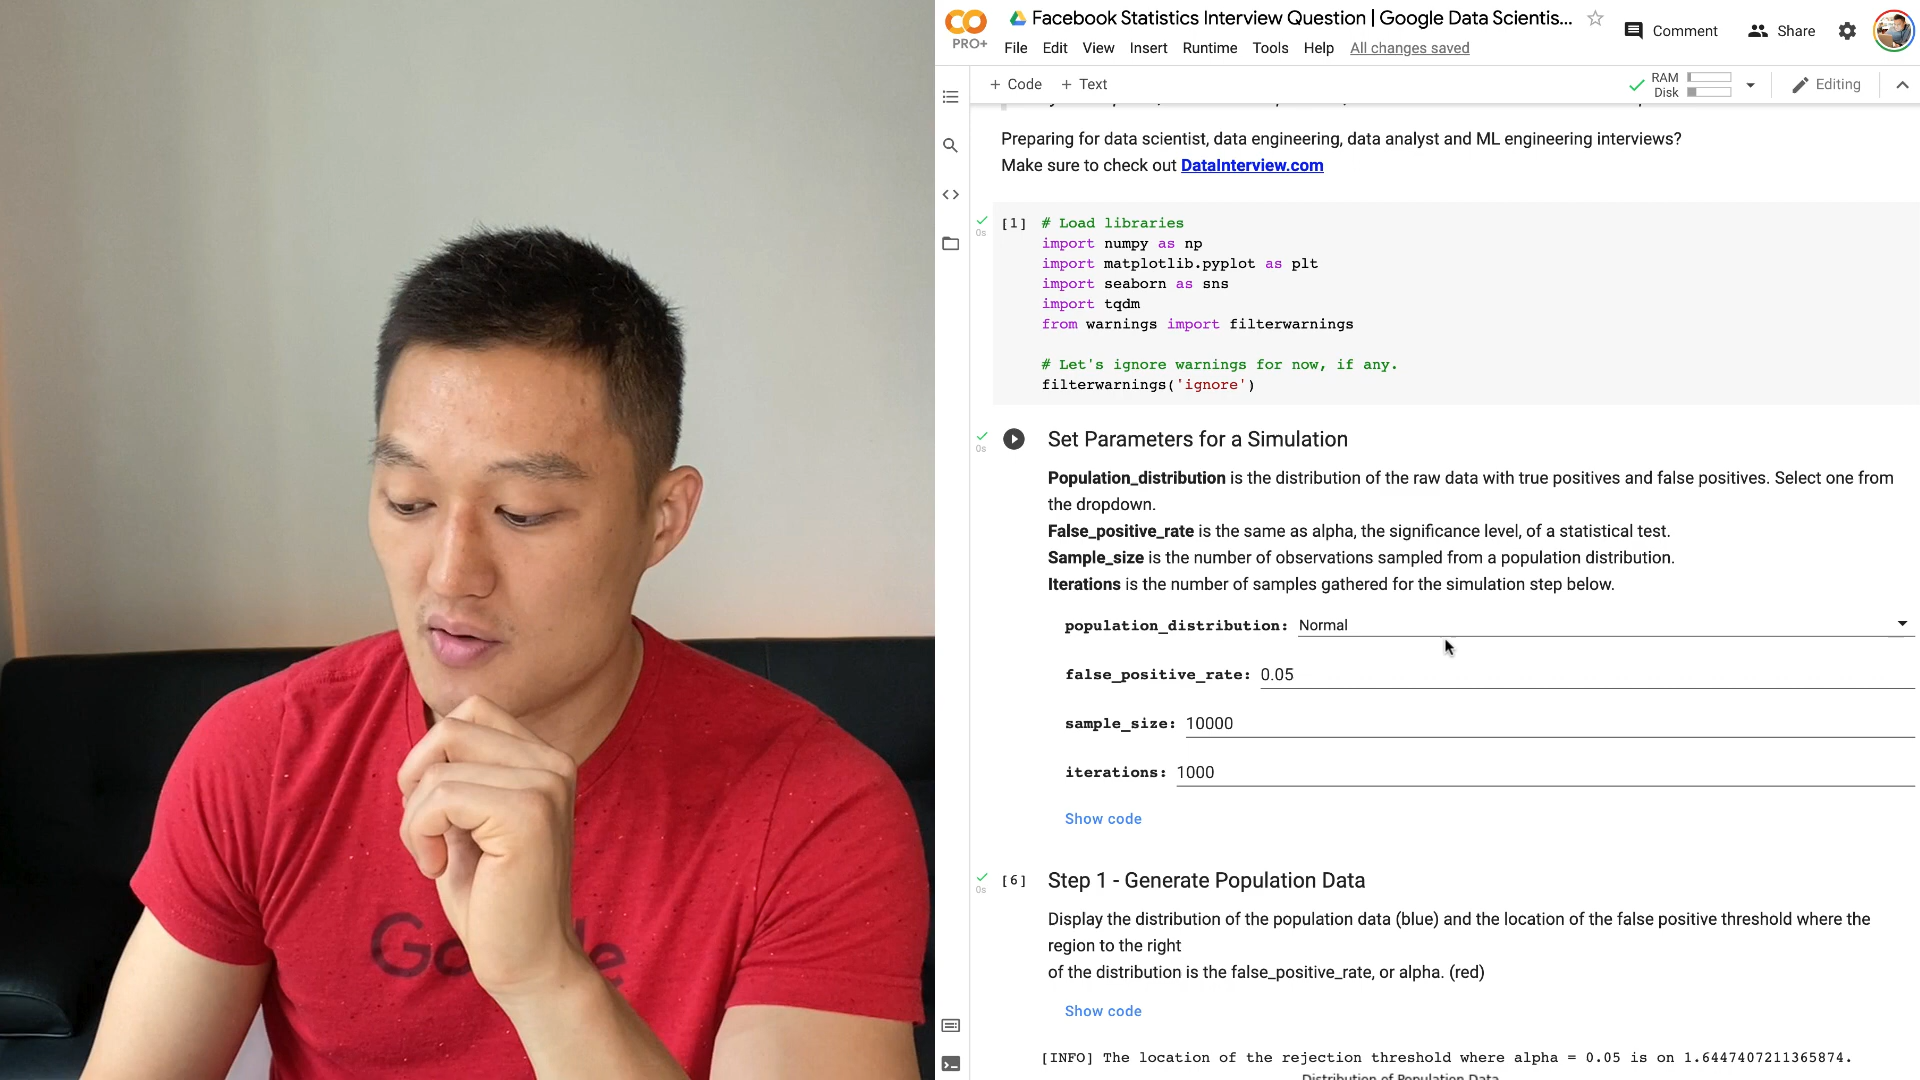 Facebook Statistics Interview Question | Google Data Scientis...
Comment
Share
PRO+
File Edit View Insert Runtime Tools Help All changes saved
+ Code + Text
RAM
Disk
Editing
Preparing for data scientist, data engineering, data analyst and ML engineering interviews?
Make sure to check out DataInterview.com
0s
[1] # Load libraries
import numpy as np
import matplotlib.pyplot as plt
import seaborn as sns
import tqdm
from warnings import filterwarnings
# Let's ignore warnings for now, if any.
filterwarnings('ignore')
0s
Set Parameters for a Simulation
Population_distribution is the distribution of the raw data with true positives and false positives. Select one from
the dropdown.
False_positive_rate is the same as alpha, the significance level, of a statistical test.
Sample_size is the number of observations sampled from a population distribution.
Iterations is the number of samples gathered for the simulation step below.
population_distribution: Normal
false_positive_rate: 0.05
sample_size: 10000
iterations: 1000
Show code
0s
[6] Step 1 - Generate Population Data
Display the distribution of the population data (blue) and the location of the false positive threshold where the
region to the right
of the distribution is the false_positive_rate, or alpha. (red)
Show code
[INFO] The location of the rejection threshold where alpha = 0.05 is on 1.6447407211365874.
Distribution of Population Data